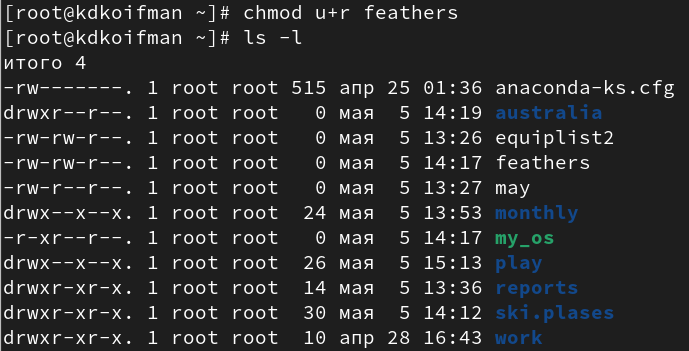 [root@kdkoifman ~]# chmod u+r feathers
[root@kdkoifman ~]# ls -l
итого 4
-rw-------. 1 root root 515 апр 25 01:36 anaconda-ks.cfg
drwxr--r--. 1 root root   0 мая  5 14:19 australia
-rw-rw-r--. 1 root root   0 мая  5 13:26 equiplist2
-rw-rw-r--. 1 root root   0 мая  5 14:17 feathers
-rw-r--r--. 1 root root   0 мая  5 13:27 may
drwx--x--x. 1 root root  24 мая  5 13:53 monthly
-r-xr--r--. 1 root root   0 мая  5 14:17 my_os
drwx--x--x. 1 root root  26 мая  5 15:13 play
drwxr-xr-x. 1 root root  14 мая  5 13:36 reports
drwxr-xr-x. 1 root root  30 мая  5 14:12 ski.plases
drwxr-xr-x. 1 root root  10 апр 28 16:43 work